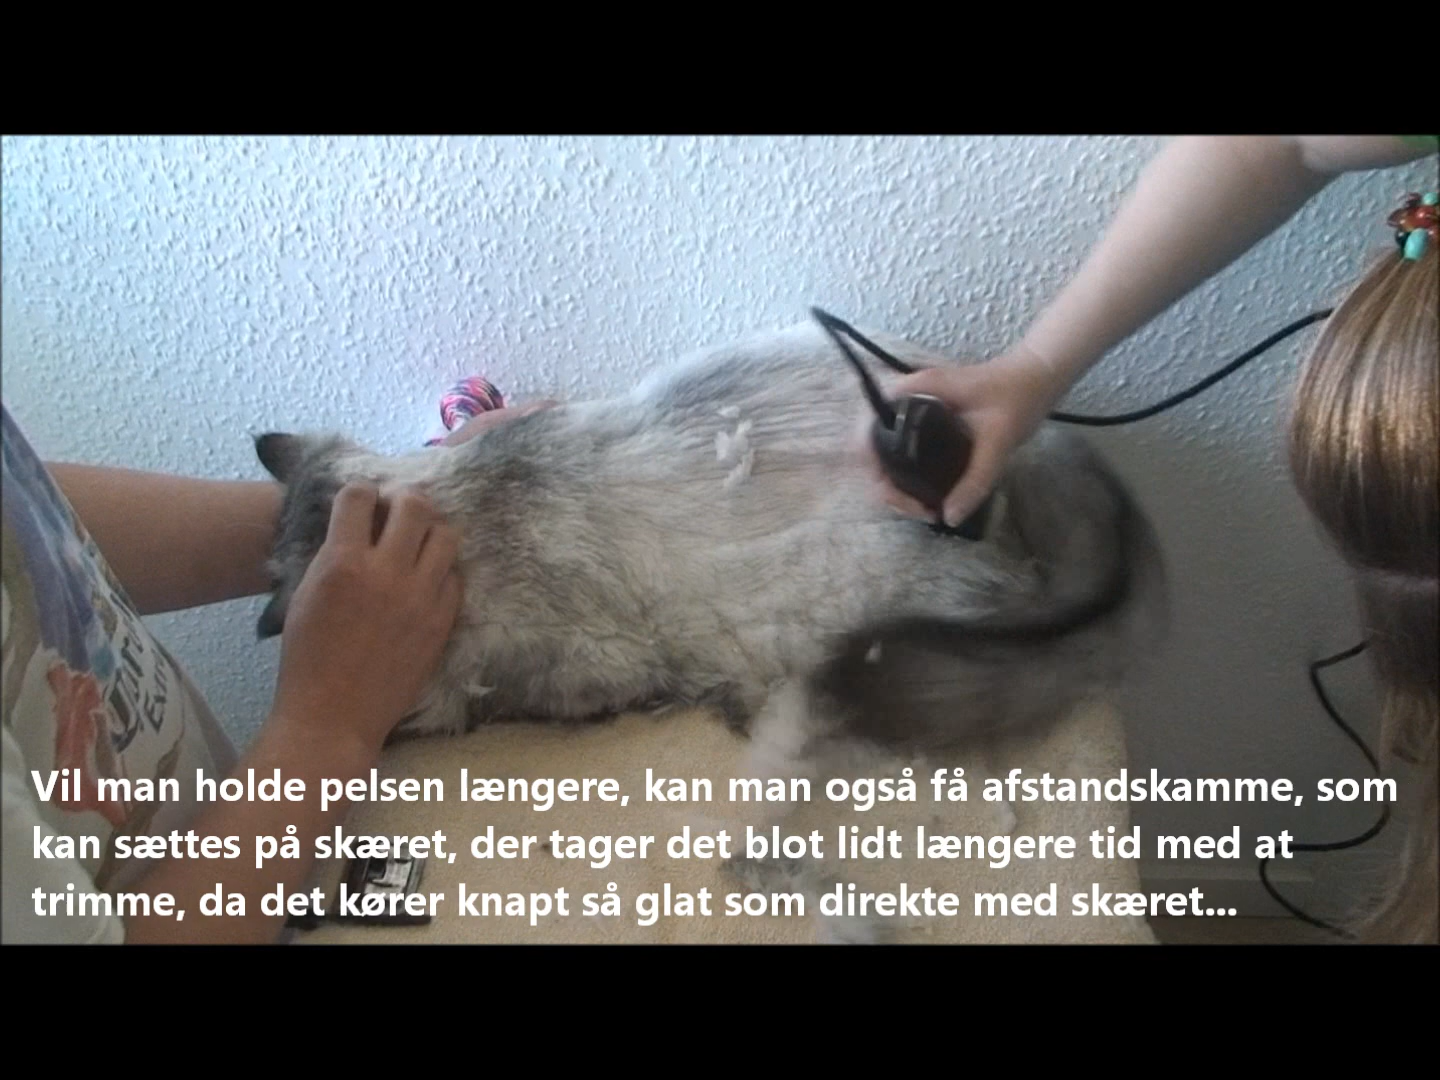 Vil man holde pelsen længere, kan man også få afstandskamme, som
kan sættes på skæret, der tager det blot lidt længere tid med at
trimme, da det kører knapt så glat som direkte med skæret...